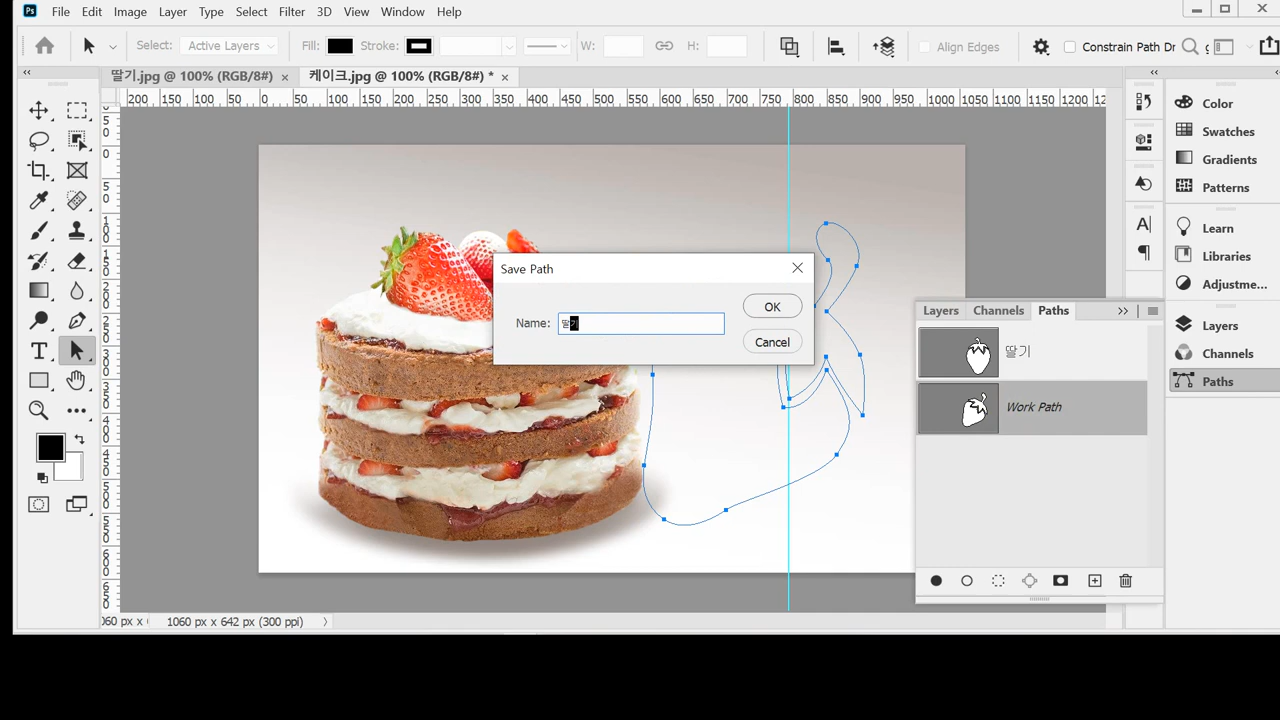 Ps File Edit Image Layer Type Select Filter 3D View Window Help
Select: Active Layers Fill: Stroke: W: H: Align Edges Constrain Path Dr
딸기.jpg @ 100% (RGB/8#) × 케이크.jpg @ 100% (RGB/8#) * ×
200 150 100 50 0 50 100 150 200 250 300 350 400 450 500 550 600 650 700 750 800 850 900 950 1000 1050 1100 1150 1200
Save Path
Name: 딸기
OK
Cancel
Color
Swatches
Gradients
Patterns
Learn
Libraries
Adjustme...
Layers
Channels
Paths
Layers Channels Paths
딸기
Work Path
1060 px x 642 px (300 ppi)